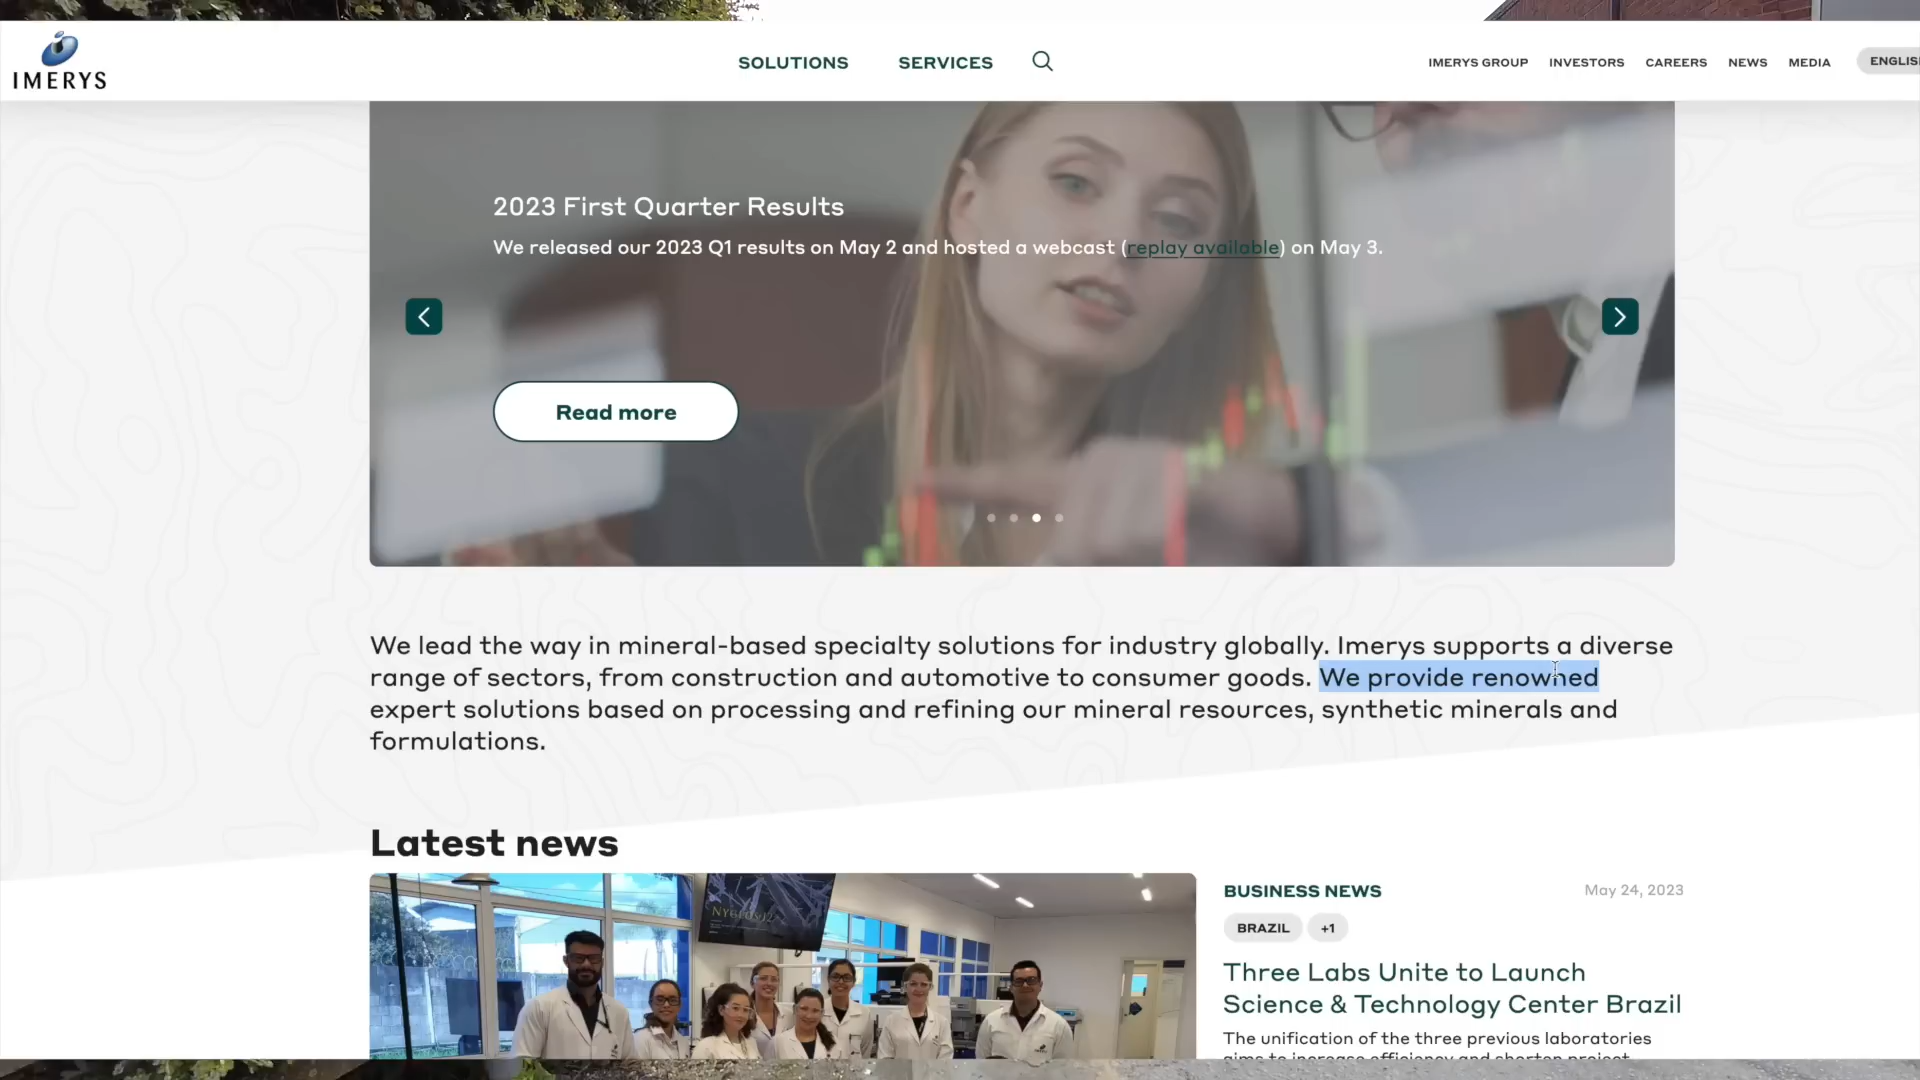 IMERYS
SOLUTIONS
SERVICES
IMERYS GROUP
INVESTORS
CAREERS
NEWS
MEDIA
2023 First Quarter Results
We released our 2023 Q1 results on May 2 and hosted a webcast (replay available) on May 3.
Read more
We lead the way in mineral-based specialty solutions for industry globally. Imerys supports a diverse
range of sectors, from construction and automotive to consumer goods. We provide renowned
expert solutions based on processing and refining our mineral resources, synthetic minerals and
formulations.
Latest news
BUSINESS NEWS
May 24, 2023
BRAZIL
+1
Three Labs Unite to Launch
Science & Technology Center Brazil
The unification of the three previous laboratories
aims to increase efficiency and shorten project